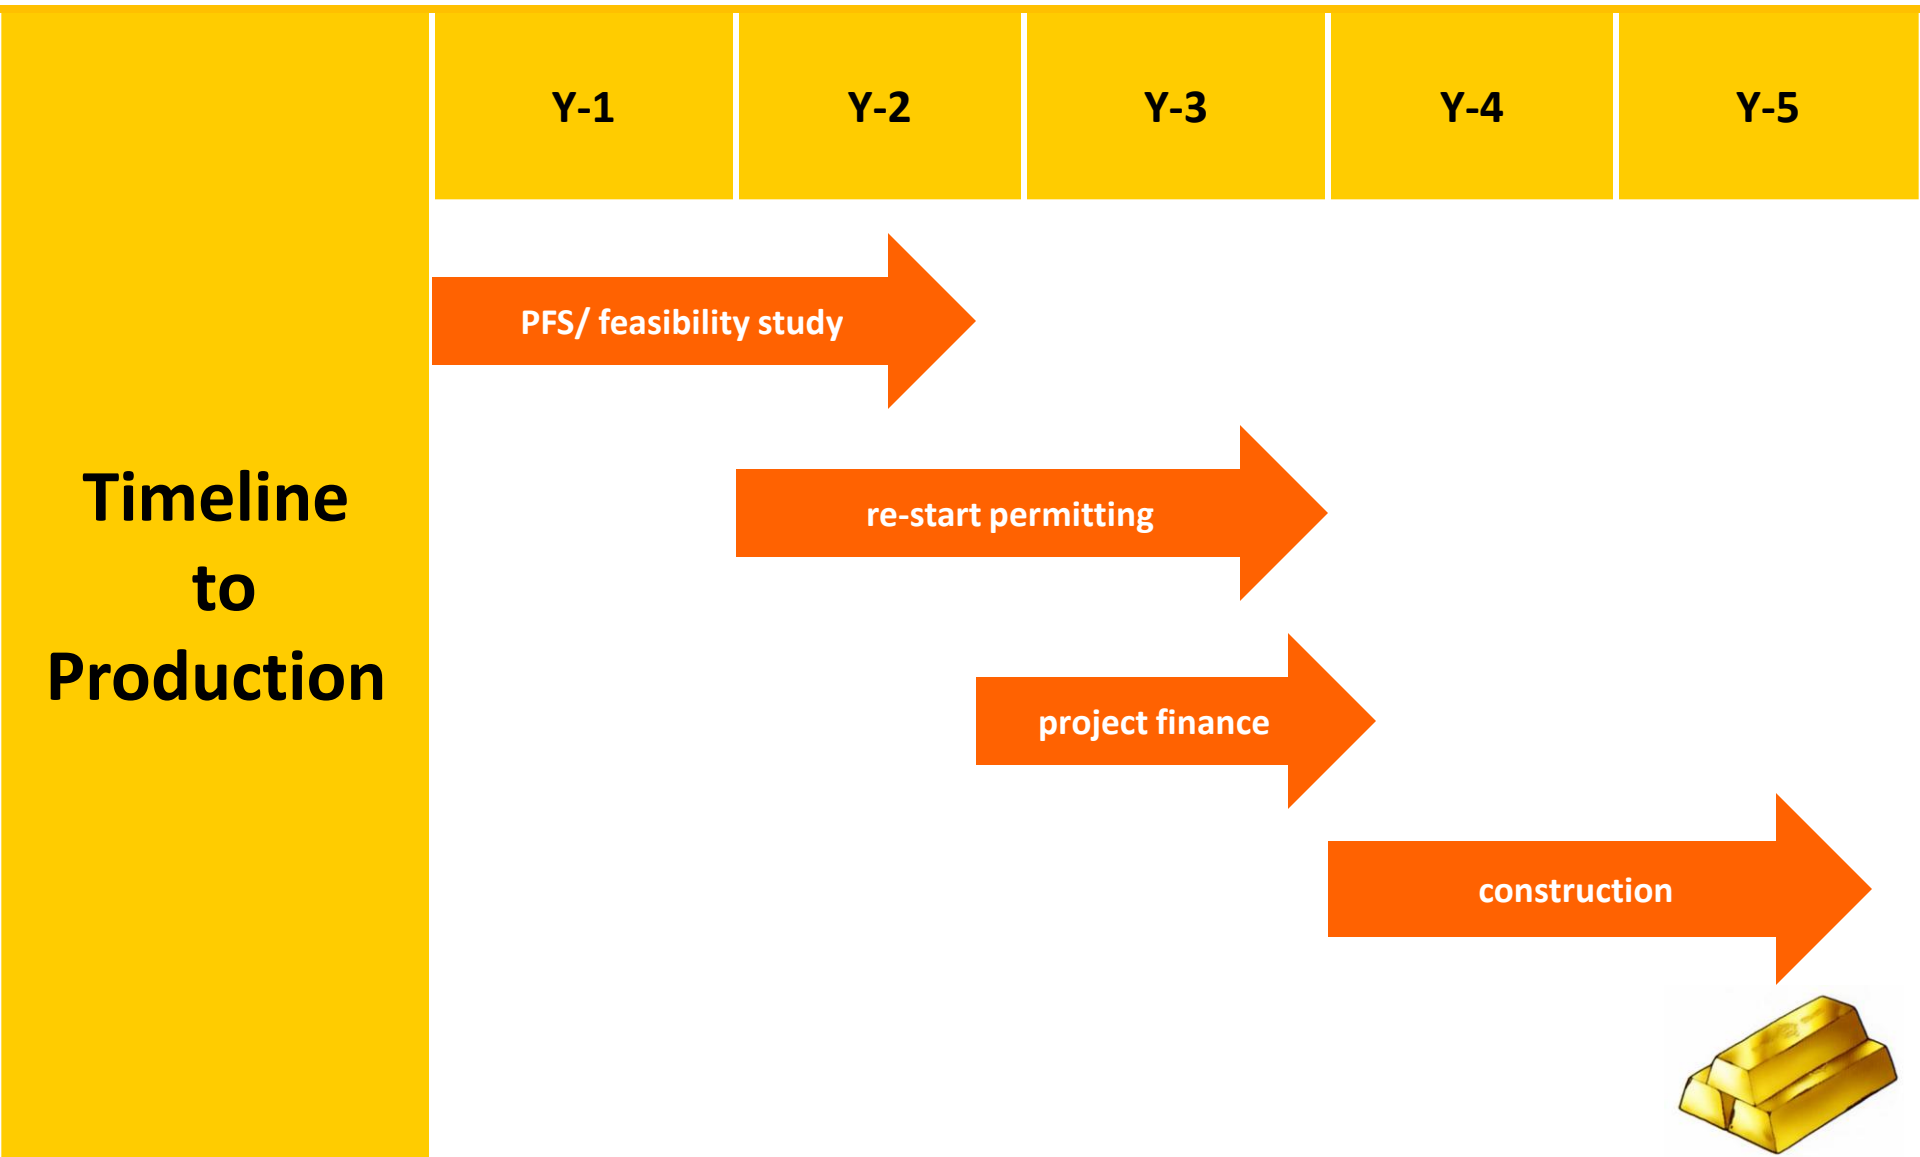 Y-1
Y-2
Y-3
Y-4
Y-5
Timeline
to
Production
PFS/ feasibility study
re-start permitting
project finance
construction